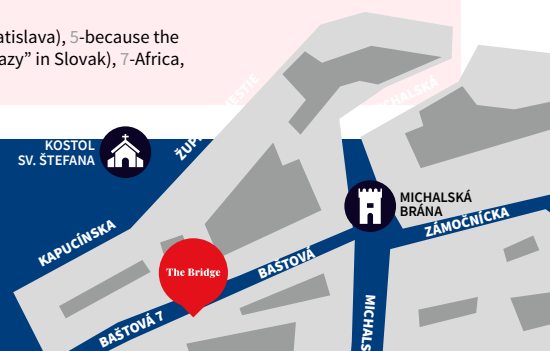 atislava), 5-because the
azy” in Slovak), 7-Africa,
KOSTOL
SV. ŠTEFANA
MICHALSKÁ
BRÁNA
ZÁMOČNÍCKA
KAPUCÍNSKA
The Bridge
BAŠTOVÁ
BAŠTOVÁ 7